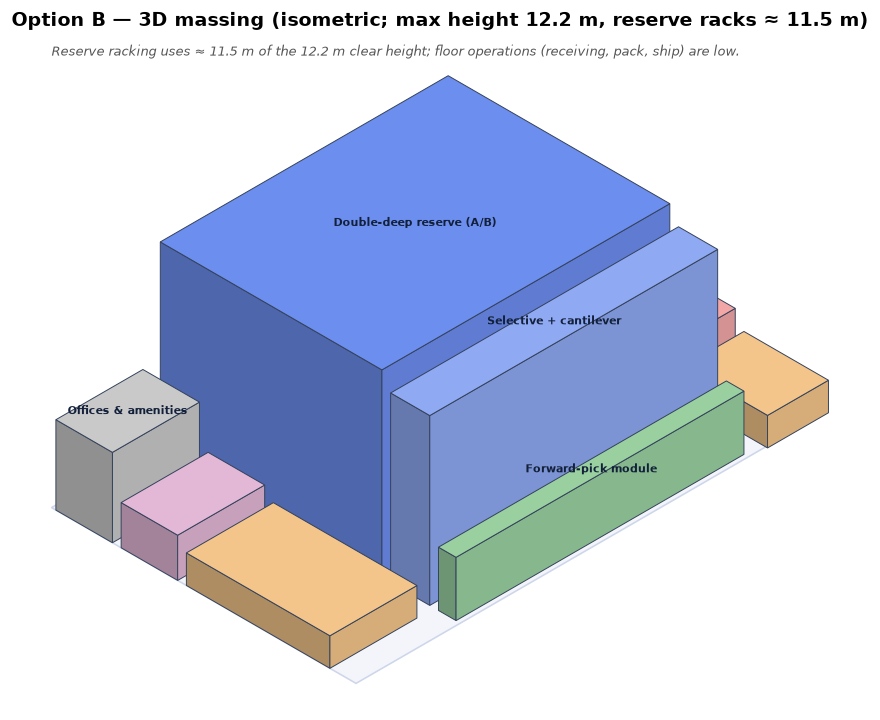 Option B — 3D massing (isometric; max height 12.2 m, reserve racks ≈ 11.5 m)
Reserve racking uses ≈ 11.5 m of the 12.2 m clear height; floor operations (receiving, pack, ship) are low.
Double-deep reserve (A/B)
Selective + cantilever
Offices & amenities
Forward-pick module